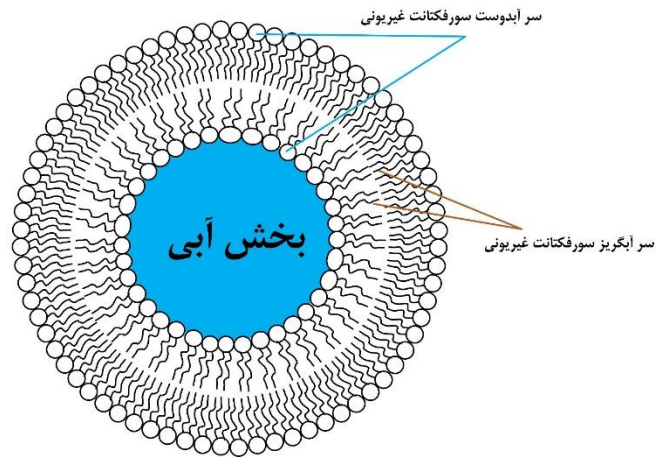 سر آبدوست سورفکتانت غیریونی
سر آبگریز سورفکتانت غیریونی
بخش آبی